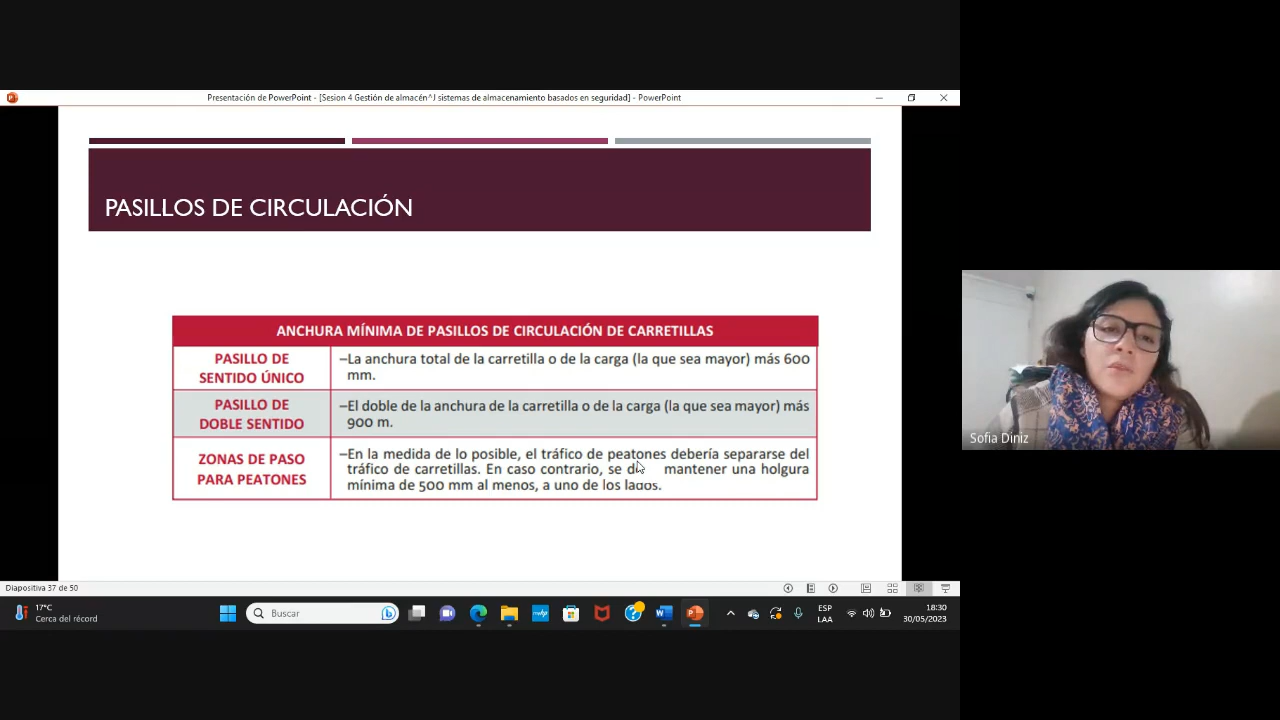 Presentación de PowerPoint - [Sesion 4 Gestión de almacén^J sistemas de almacenamiento basados en seguridad] - PowerPoint
PASILLOS DE CIRCULACIÓN
ANCHURA MÍNIMA DE PASILLOS DE CIRCULACIÓN DE CARRETILLAS
PASILLO DE
SENTIDO ÚNICO
–La anchura total de la carretilla o de la carga (la que sea mayor) más 600
mm.
PASILLO DE
DOBLE SENTIDO
–El doble de la anchura de la carretilla o de la carga (la que sea mayor) más
900 m.
ZONAS DE PASO
PARA PEATONES
–En la medida de lo posible, el tráfico de peatones debería separarse del
tráfico de carretillas. En caso contrario, se mantener una holgura
mínima de 500 mm al menos, a uno de los lados.
Sofia Diniz
Diapositiva 37 de 50
17°C
Cerca del récord
Buscar
ESP
LAA
18:30
30/05/2023